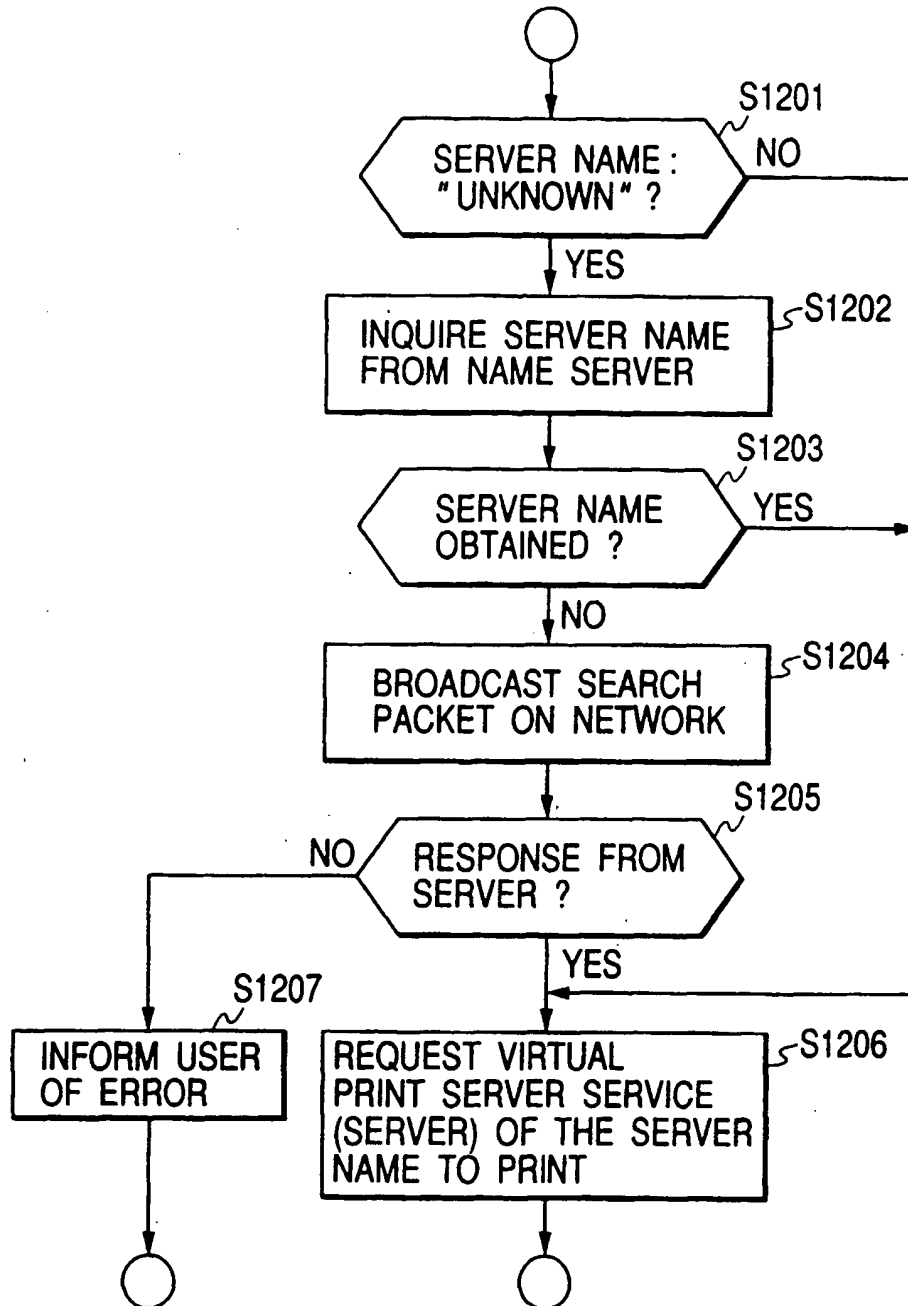 S1201
SERVER NAME :
"UNKNOWN" ?
NO
YES
INQUIRE SERVER NAME
FROM NAME SERVER
S1202
S1203
SERVER NAME
OBTAINED ?
YES
NO
BROADCAST SEARCH
PACKET ON NETWORK
S1204
S1205
RESPONSE FROM
SERVER ?
NO
YES
S1207
INFORM USER
OF ERROR
REQUEST VIRTUAL
PRINT SERVER SERVICE
(SERVER) OF THE SERVER
NAME TO PRINT
S1206